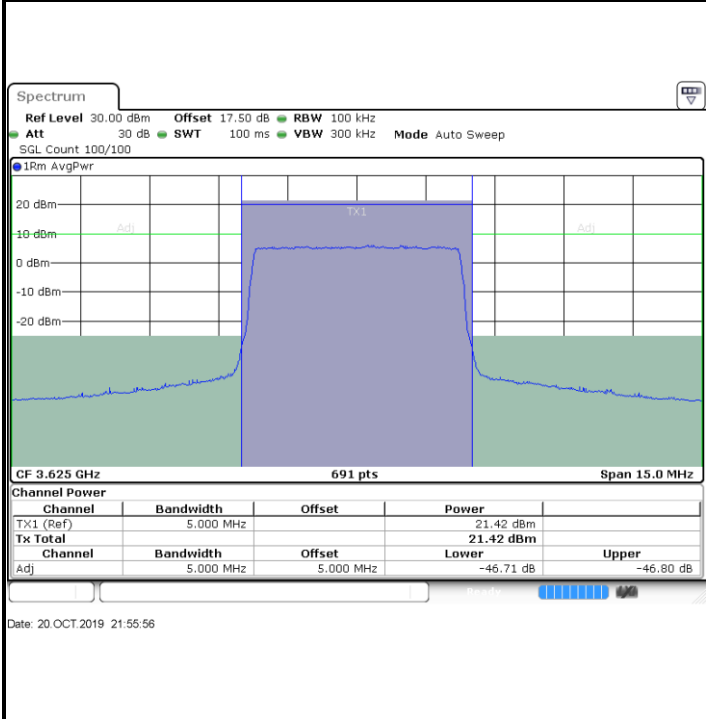 Spectrum
Ref Level 30.00 dBm Offset 17.50 dB RBW 100 kHz
Att 30 dB SWT 100 ms VBW 300 kHz Mode Auto Sweep
SGL Count 100/100
1Rm AvgPwr
20 dBm
TX1
10 dBm
Adj
Adj
0 dBm
-10 dBm
-20 dBm
CF 3.625 GHz 691 pts Span 15.0 MHz
Channel Power
Channel Bandwidth Offset Power
TX1 (Ref) 5.000 MHz 21.42 dBm
Tx Total 21.42 dBm
Channel Bandwidth Offset Lower Upper
Adj 5.000 MHz 5.000 MHz -46.71 dB -46.80 dB
Ready
Date: 20.OCT.2019 21:55:56